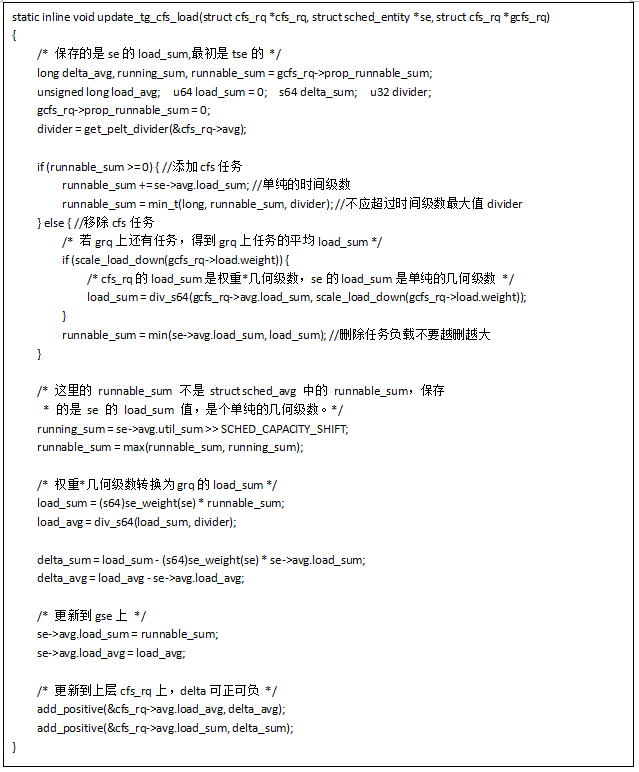 static inline void update_tg_cfs_load(struct cfs_rq *cfs_rq, struct sched_entity *se, struct cfs_rq *gcfs_rq)
{
/* 保存的是 se 的 load_sum,最初是 tse 的 */
long delta_avg, running_sum, runnable_sum = gcfs_rq->prop_runnable_sum;
unsigned long load_avg; u64 load_sum = 0; s64 delta_sum; u32 divider;
gcfs_rq->prop_runnable_sum = 0;
divider = get_pelt_divider(&cfs_rq->avg);
if (runnable_sum >= 0) { //添加 cfs 任务
runnable_sum += se->avg.load_sum; //单纯的时间级数
runnable_sum = min_t(long, runnable_sum, divider); //不应超过时间级数最大值 divider
} else { //移除 cfs 任务
/* 若 grq 上还有任务，得到 grq 上任务的平均 load_sum */
if (scale_load_down(gcfs_rq->load.weight)) {
/* cfs_rq 的 load_sum 是权重*几何级数，se 的 load_sum 是单纯的几何级数 */
load_sum = div_s64(gcfs_rq->avg.load_sum, scale_load_down(gcfs_rq->load.weight));
}
runnable_sum = min(se->avg.load_sum, load_sum); //删除任务负载不要越删越大
}
/* 这里的 runnable_sum 不是 struct sched_avg 中的 runnable_sum，保存
* 的是 se 的 load_sum 值，是个单纯的几何级数。*/
running_sum = se->avg.util_sum >> SCHED_CAPACITY_SHIFT;
runnable_sum = max(runnable_sum, running_sum);
/* 权重*几何级数转换为 grq 的 load_sum */
load_sum = (s64)se_weight(se) * runnable_sum;
load_avg = div_s64(load_sum, divider);
delta_sum = load_sum - (s64)se_weight(se) * se->avg.load_sum;
delta_avg = load_avg - se->avg.load_avg;
/* 更新到 gse 上 */
se->avg.load_sum = runnable_sum;
se->avg.load_avg = load_avg;
/* 更新到上层 cfs_rq 上，delta 可正可负 */
add_positive(&cfs_rq->avg.load_avg, delta_avg);
add_positive(&cfs_rq->avg.load_sum, delta_sum);
}